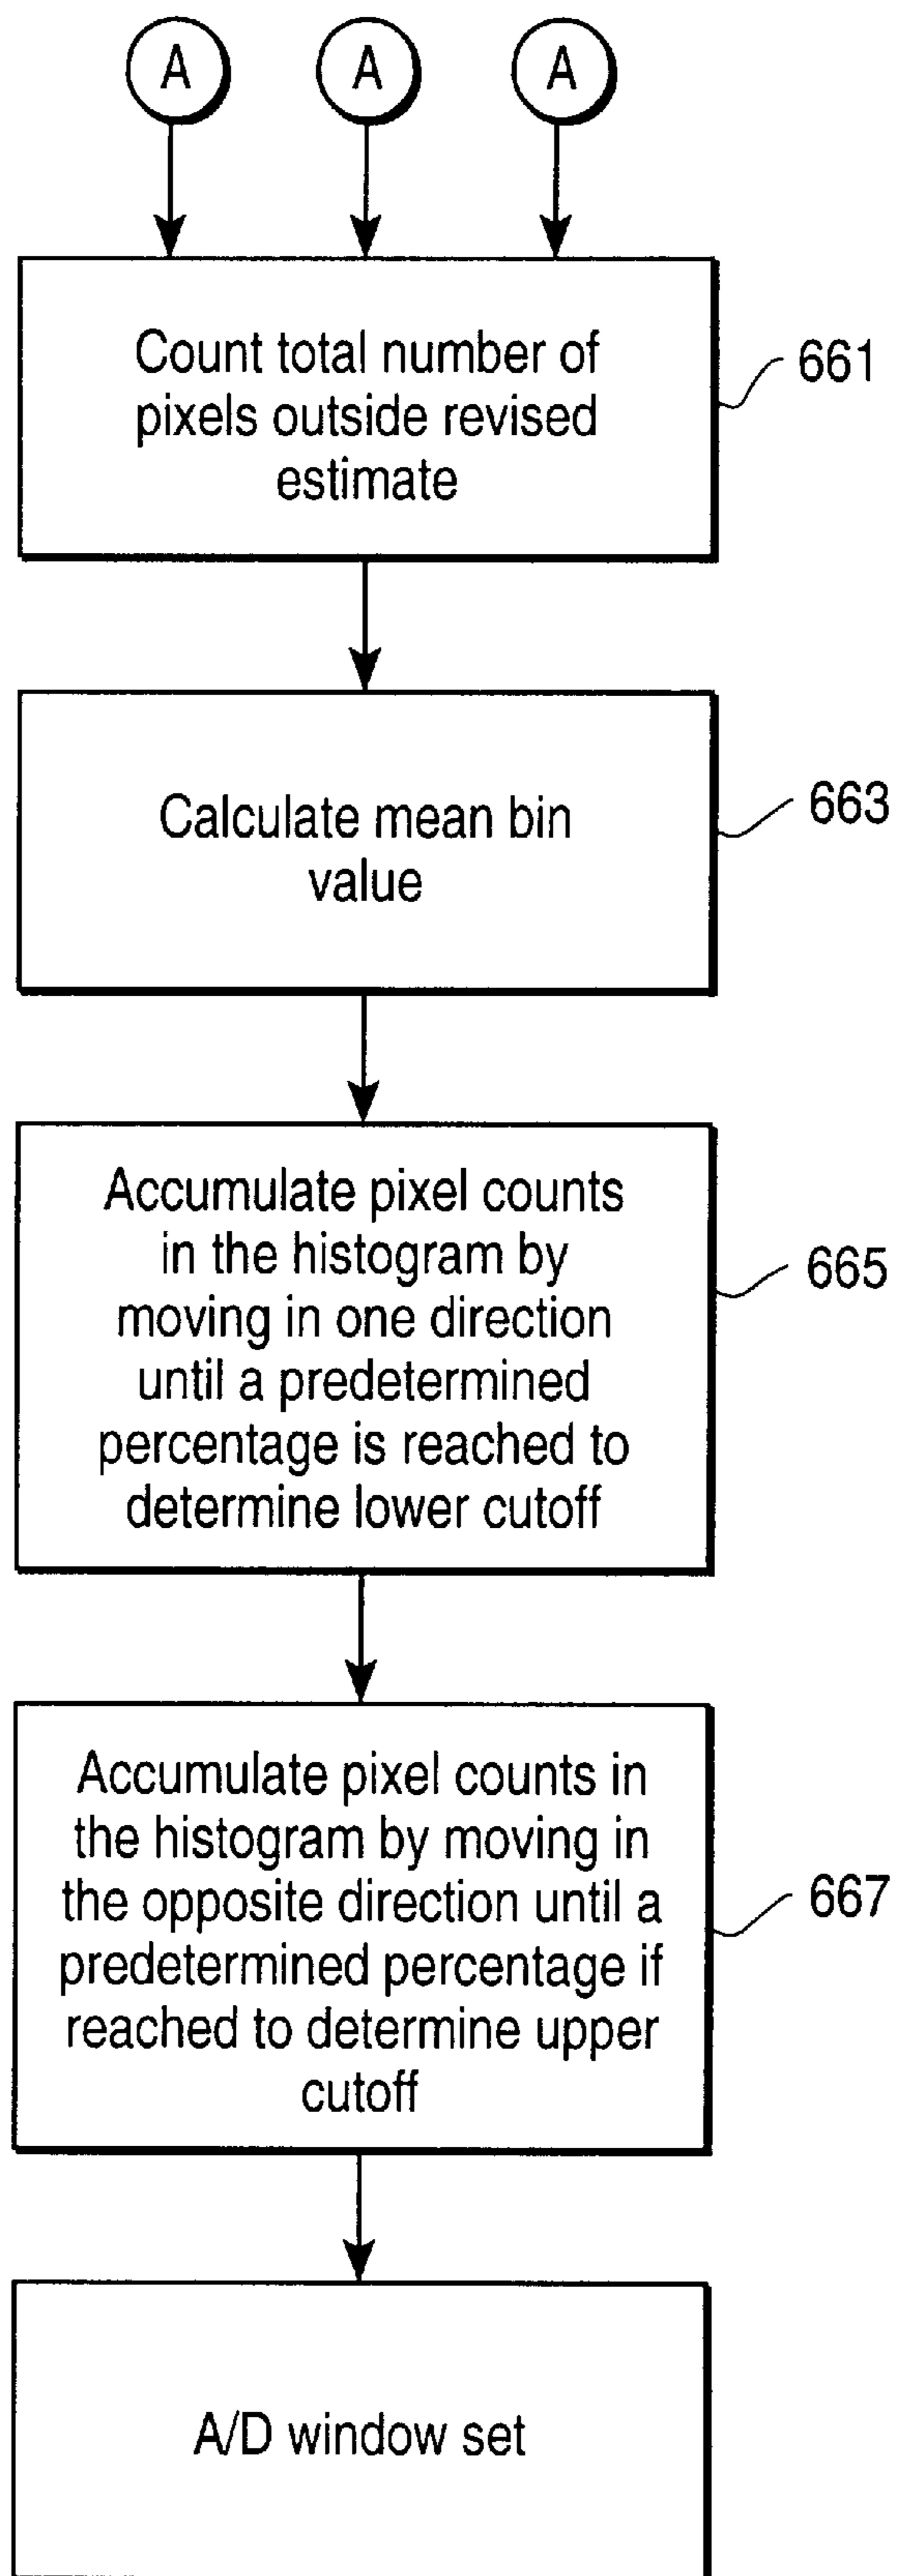 A A A
Count total number of
pixels outside revised
estimate
661
Calculate mean bin
value
663
Accumulate pixel counts
in the histogram by
moving in one direction
until a predetermined
percentage is reached to
determine lower cutoff
665
Accumulate pixel counts in
the histogram by moving in
the opposite direction until a
predetermined percentage if
reached to determine upper
cutoff
667
A/D window set